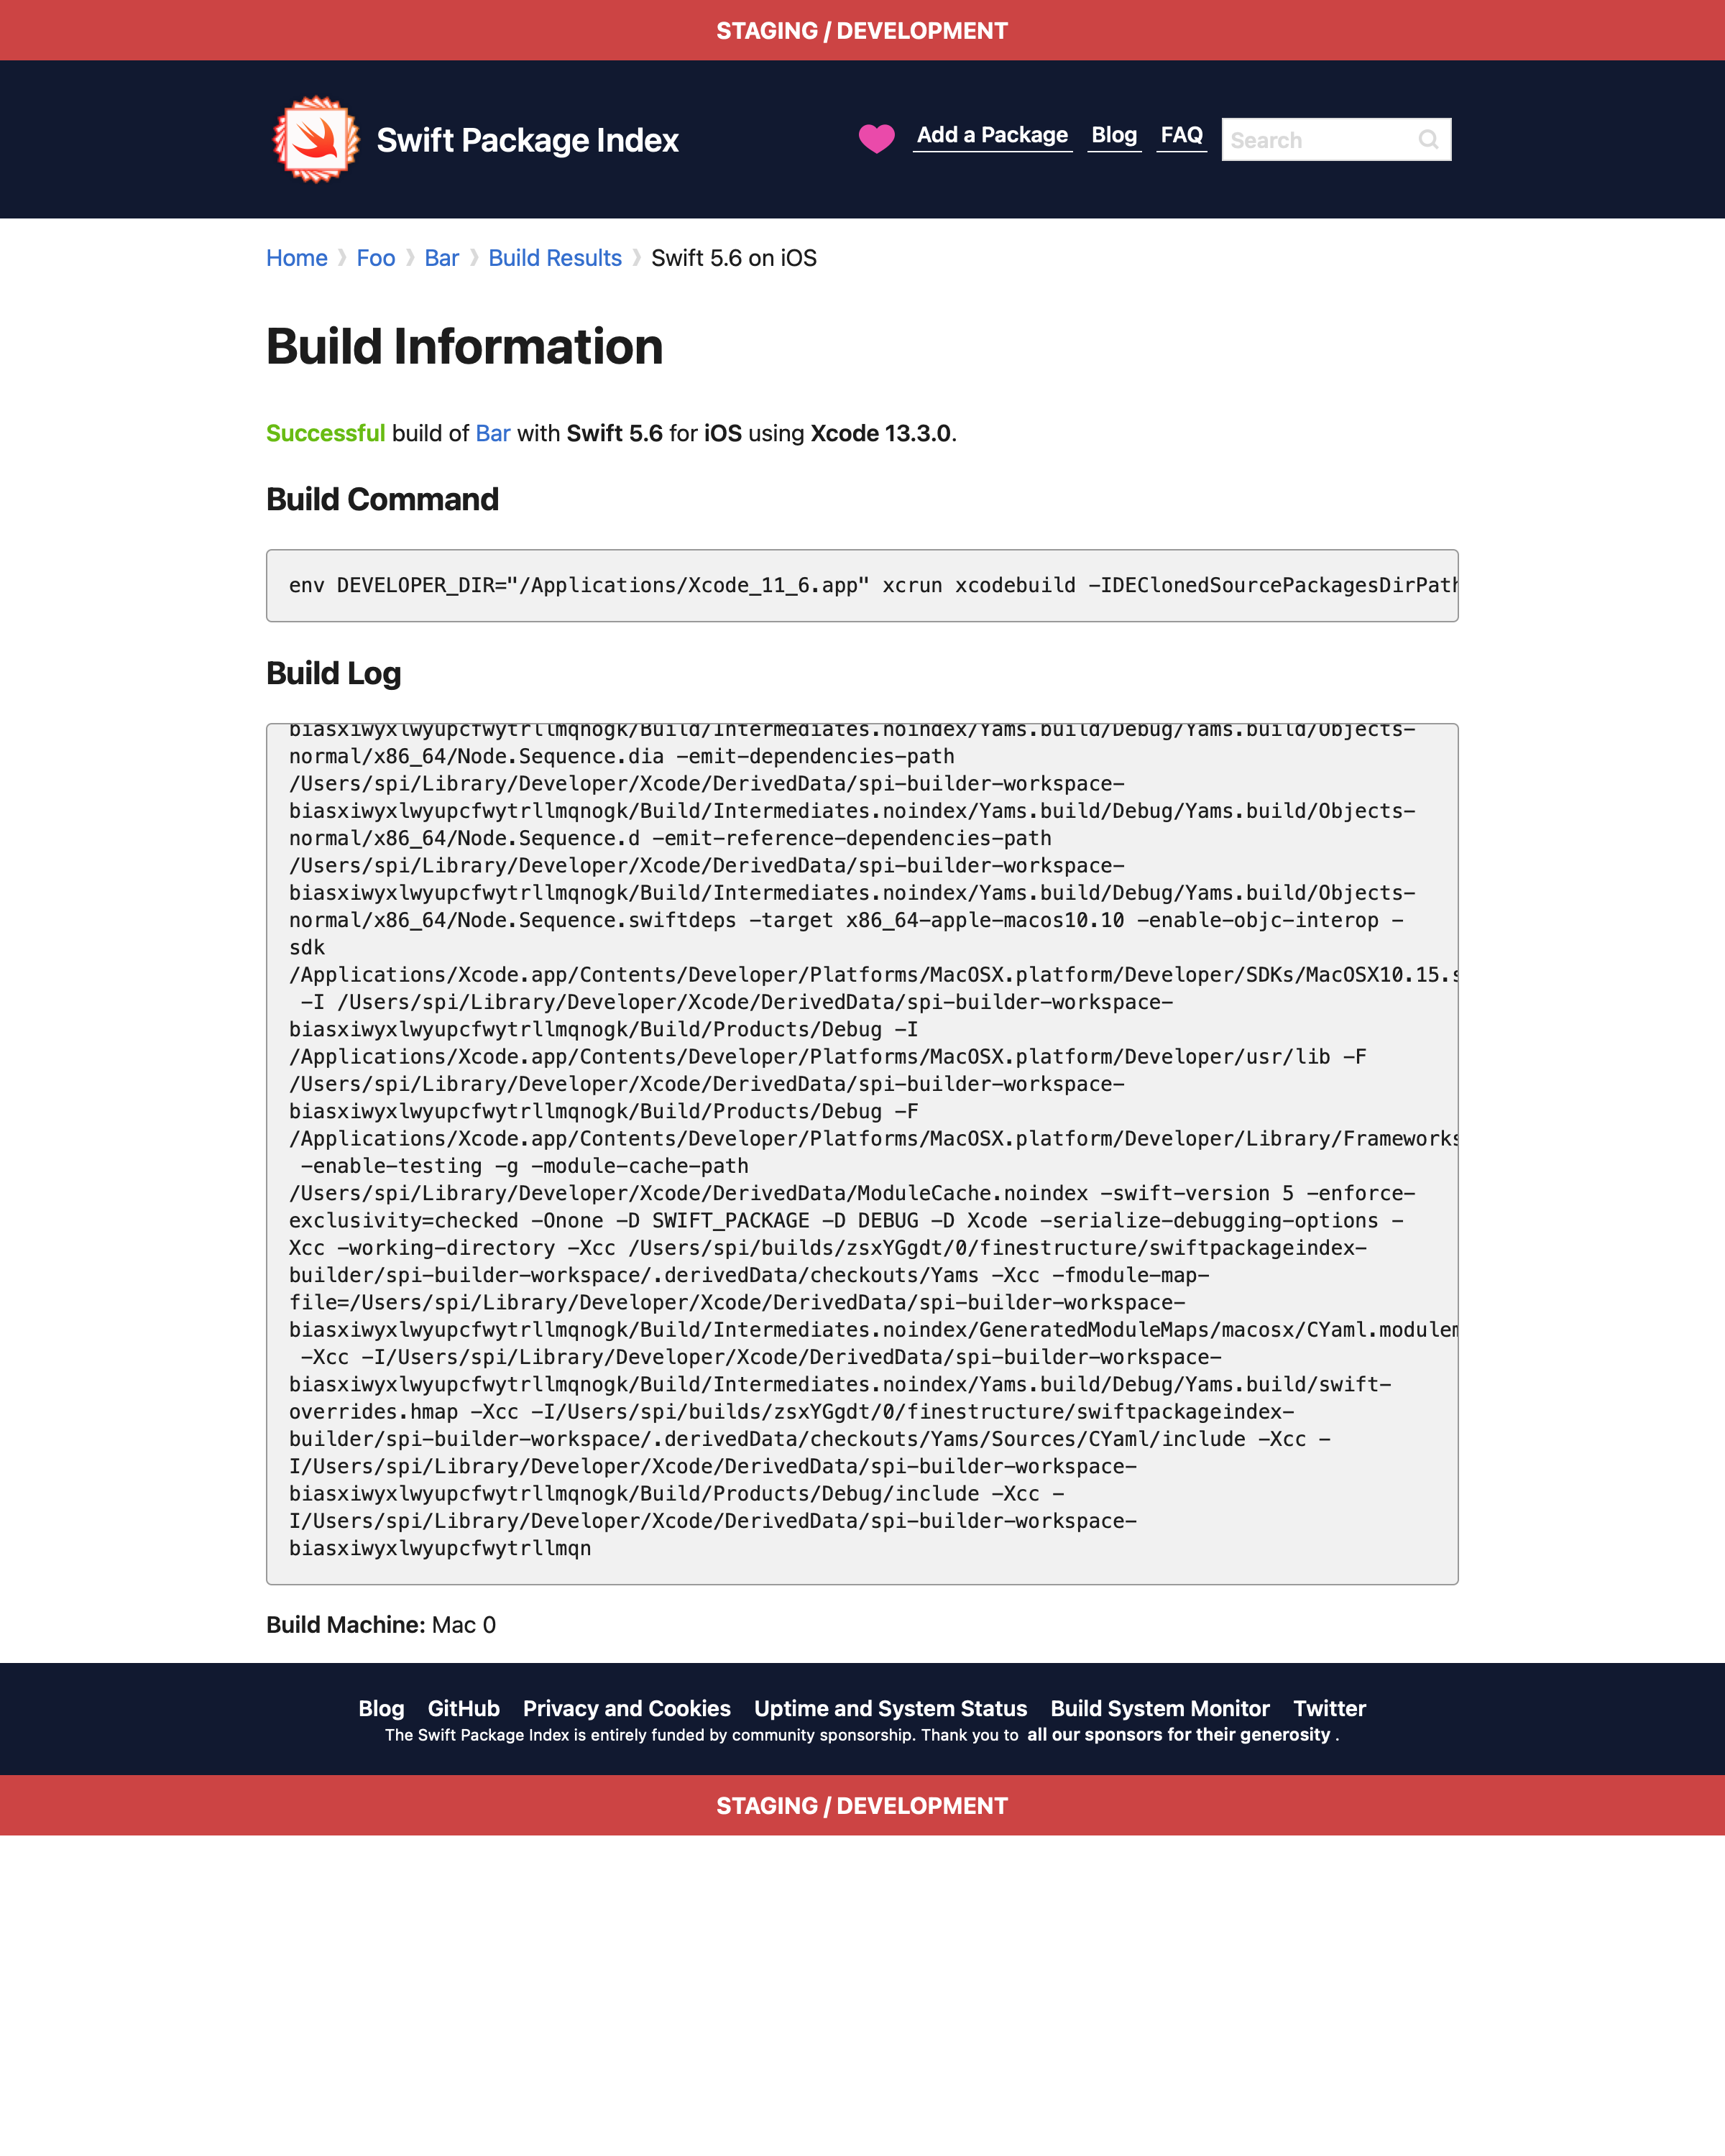 STAGING / DEVELOPMENT
Swift Package Index
Add a Package Blog FAQ Search
Home Foo Bar Build Results Swift 5.6 on iOS
Build Information
Successful build of Bar with Swift 5.6 for iOS using Xcode 13.3.0.
Build Command
env DEVELOPER_DIR="/Applications/Xcode_11_6.app" xcrun xcodebuild -IDEClonedSourcePackagesDirPath
Build Log
biasxiwyxlwyupcfwytrllmqnogk/Build/Intermediates.noindex/Yams.build/Debug/Yams.build/Objects-
normal/x86_64/Node.Sequence.dia -emit-dependencies-path
/Users/spi/Library/Developer/Xcode/DerivedData/spi-builder-workspace-
biasxiwyxlwyupcfwytrllmqnogk/Build/Intermediates.noindex/Yams.build/Debug/Yams.build/Objects-
normal/x86_64/Node.Sequence.d -emit-reference-dependencies-path
/Users/spi/Library/Developer/Xcode/DerivedData/spi-builder-workspace-
biasxiwyxlwyupcfwytrllmqnogk/Build/Intermediates.noindex/Yams.build/Debug/Yams.build/Objects-
normal/x86_64/Node.Sequence.swiftdeps -target x86_64-apple-macos10.10 -enable-objc-interop -
sdk
/Applications/Xcode.app/Contents/Developer/Platforms/MacOSX.platform/Developer/SDKs/MacOSX10.15.s
-I /Users/spi/Library/Developer/Xcode/DerivedData/spi-builder-workspace-
biasxiwyxlwyupcfwytrllmqnogk/Build/Products/Debug -I
/Applications/Xcode.app/Contents/Developer/Platforms/MacOSX.platform/Developer/usr/lib -F
/Users/spi/Library/Developer/Xcode/DerivedData/spi-builder-workspace-
biasxiwyxlwyupcfwytrllmqnogk/Build/Products/Debug -F
/Applications/Xcode.app/Contents/Developer/Platforms/MacOSX.platform/Developer/Library/Frameworks
-enable-testing -g -module-cache-path
/Users/spi/Library/Developer/Xcode/DerivedData/ModuleCache.noindex -swift-version 5 -enforce-
exclusivity=checked -Onone -D SWIFT_PACKAGE -D DEBUG -D Xcode -serialize-debugging-options -
Xcc -working-directory -Xcc /Users/spi/builds/zsxYGgdt/0/finestructure/swiftpackageindex-
builder/spi-builder-workspace/.derivedData/checkouts/Yams -Xcc -fmodule-map-
file=/Users/spi/Library/Developer/Xcode/DerivedData/spi-builder-workspace-
biasxiwyxlwyupcfwytrllmqnogk/Build/Intermediates.noindex/GeneratedModuleMaps/macosx/CYaml.modulem
-Xcc -I/Users/spi/Library/Developer/Xcode/DerivedData/spi-builder-workspace-
biasxiwyxlwyupcfwytrllmqnogk/Build/Intermediates.noindex/Yams.build/Debug/Yams.build/swift-
overrides.hmap -Xcc -I/Users/spi/builds/zsxYGgdt/0/finestructure/swiftpackageindex-
builder/spi-builder-workspace/.derivedData/checkouts/Yams/Sources/CYaml/include -Xcc -
I/Users/spi/Library/Developer/Xcode/DerivedData/spi-builder-workspace-
biasxiwyxlwyupcfwytrllmqnogk/Build/Products/Debug/include -Xcc -
I/Users/spi/Library/Developer/Xcode/DerivedData/spi-builder-workspace-
biasxiwyxlwyupcfwytrllmqn
Build Machine: Mac 0
Blog GitHub Privacy and Cookies Uptime and System Status Build System Monitor Twitter
The Swift Package Index is entirely funded by community sponsorship. Thank you to all our sponsors for their generosity .
STAGING / DEVELOPMENT